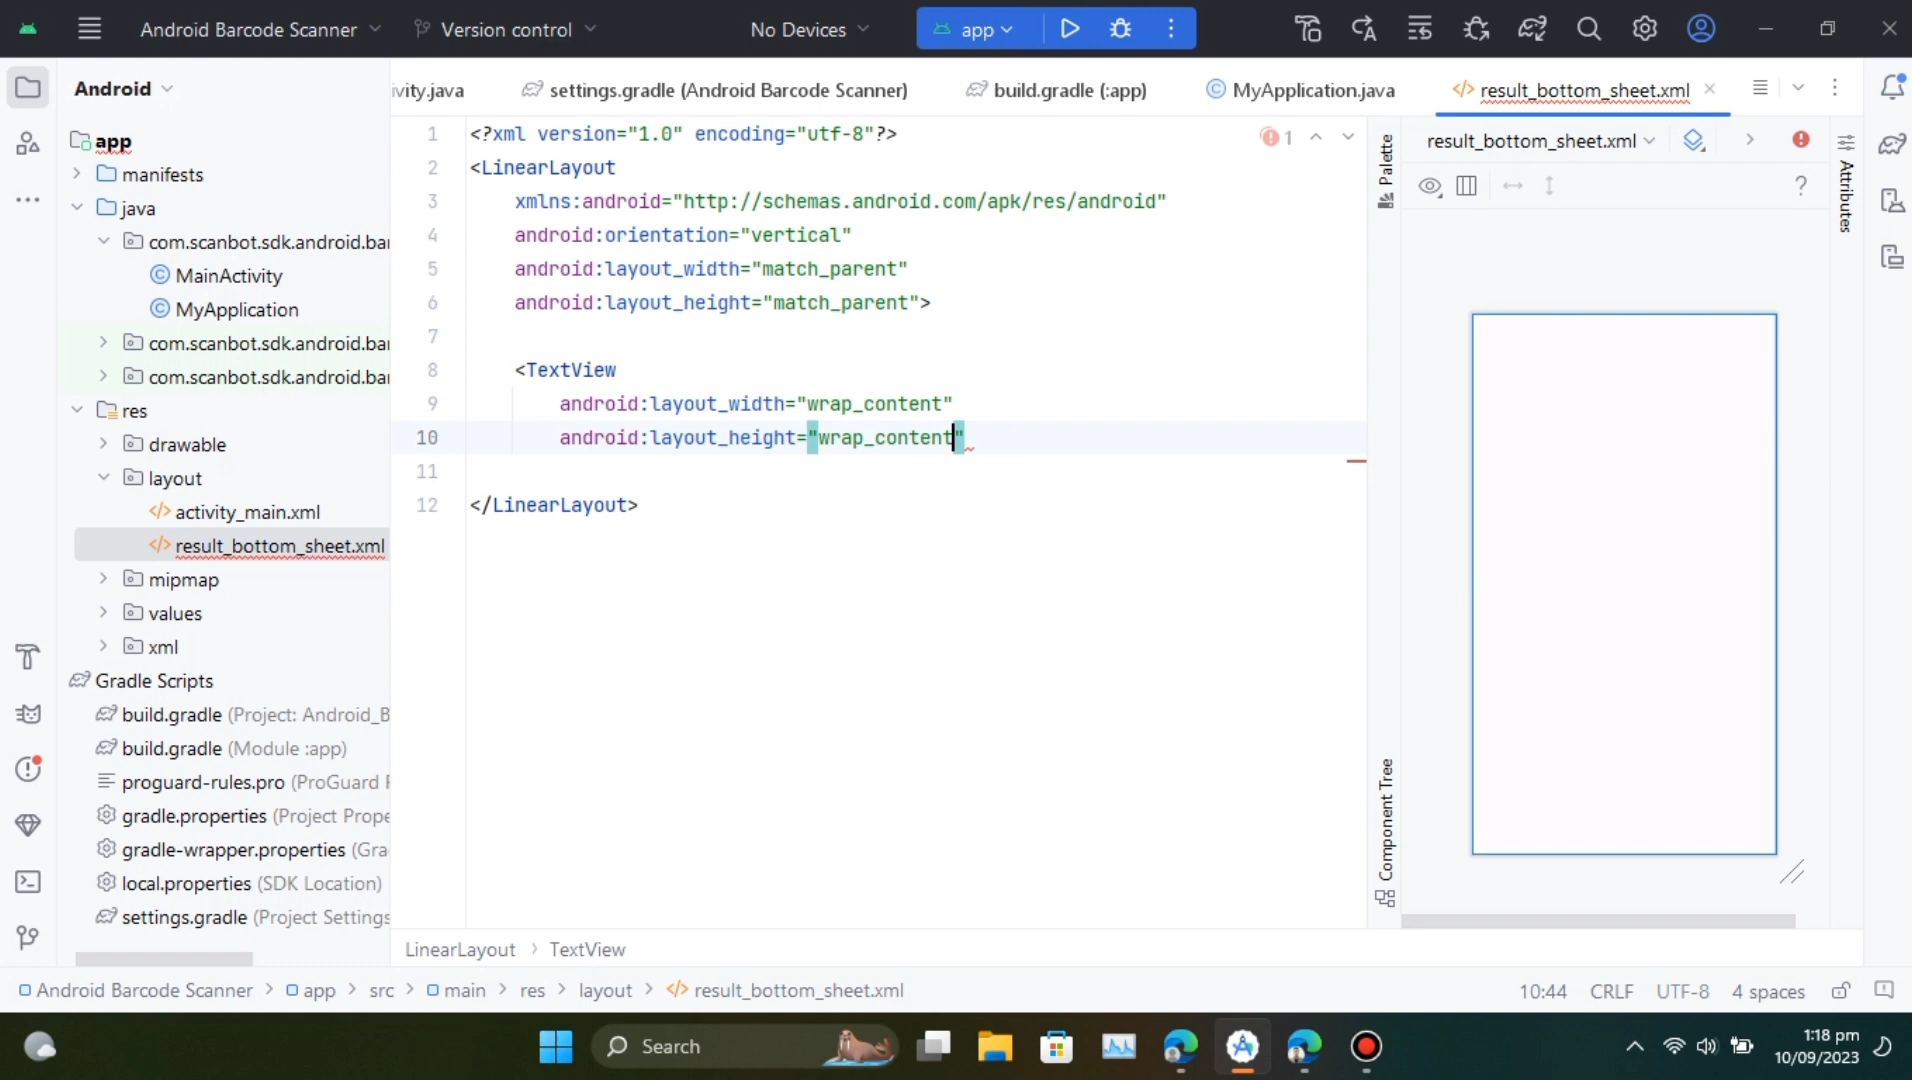 Android Barcode Scanner
Version control
No Devices
app
Android
ivity.java
settings.gradle (Android Barcode Scanner)
build.gradle (:app)
MyApplication.java
result_bottom_sheet.xml
app
manifests
java
com.scanbot.sdk.android.bar
MainActivity
MyApplication
com.scanbot.sdk.android.bar
com.scanbot.sdk.android.bar
res
drawable
layout
activity_main.xml
result_bottom_sheet.xml
mipmap
values
xml
Gradle Scripts
build.gradle (Project: Android_B
build.gradle (Module :app)
proguard-rules.pro (ProGuard R
gradle.properties (Project Prope
gradle-wrapper.properties (Gra
local.properties (SDK Location)
settings.gradle (Project Settings
1 <?xml version="1.0" encoding="utf-8"?>
2 <LinearLayout
3 xmlns:android="http://schemas.android.com/apk/res/android"
4 android:orientation="vertical"
5 android:layout_width="match_parent"
6 android:layout_height="match_parent">
7
8 <TextView
9 android:layout_width="wrap_content"
10 android:layout_height="wrap_content"
11
12 </LinearLayout>
1
Palette
Component Tree
result_bottom_sheet.xml
?
Attributes
LinearLayout > TextView
Android Barcode Scanner > app > src > main > res > layout > result_bottom_sheet.xml
10:44 CRLF UTF-8 4 spaces
Search
1:18 pm
10/09/2023